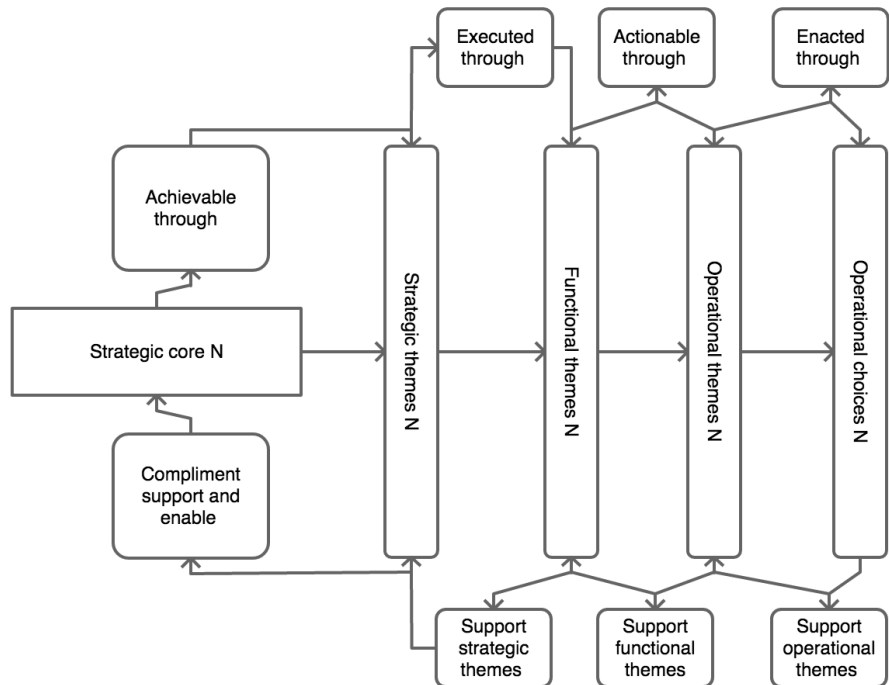 Executed
through
Actionable
through
Enacted
through
Achievable
through
Strategic core N
Compliment
support and
enable
Strategic themes N
Functional themes N
Operational themes N
Operational choices N
Support
strategic
themes
Support
functional
themes
Support
operational
themes